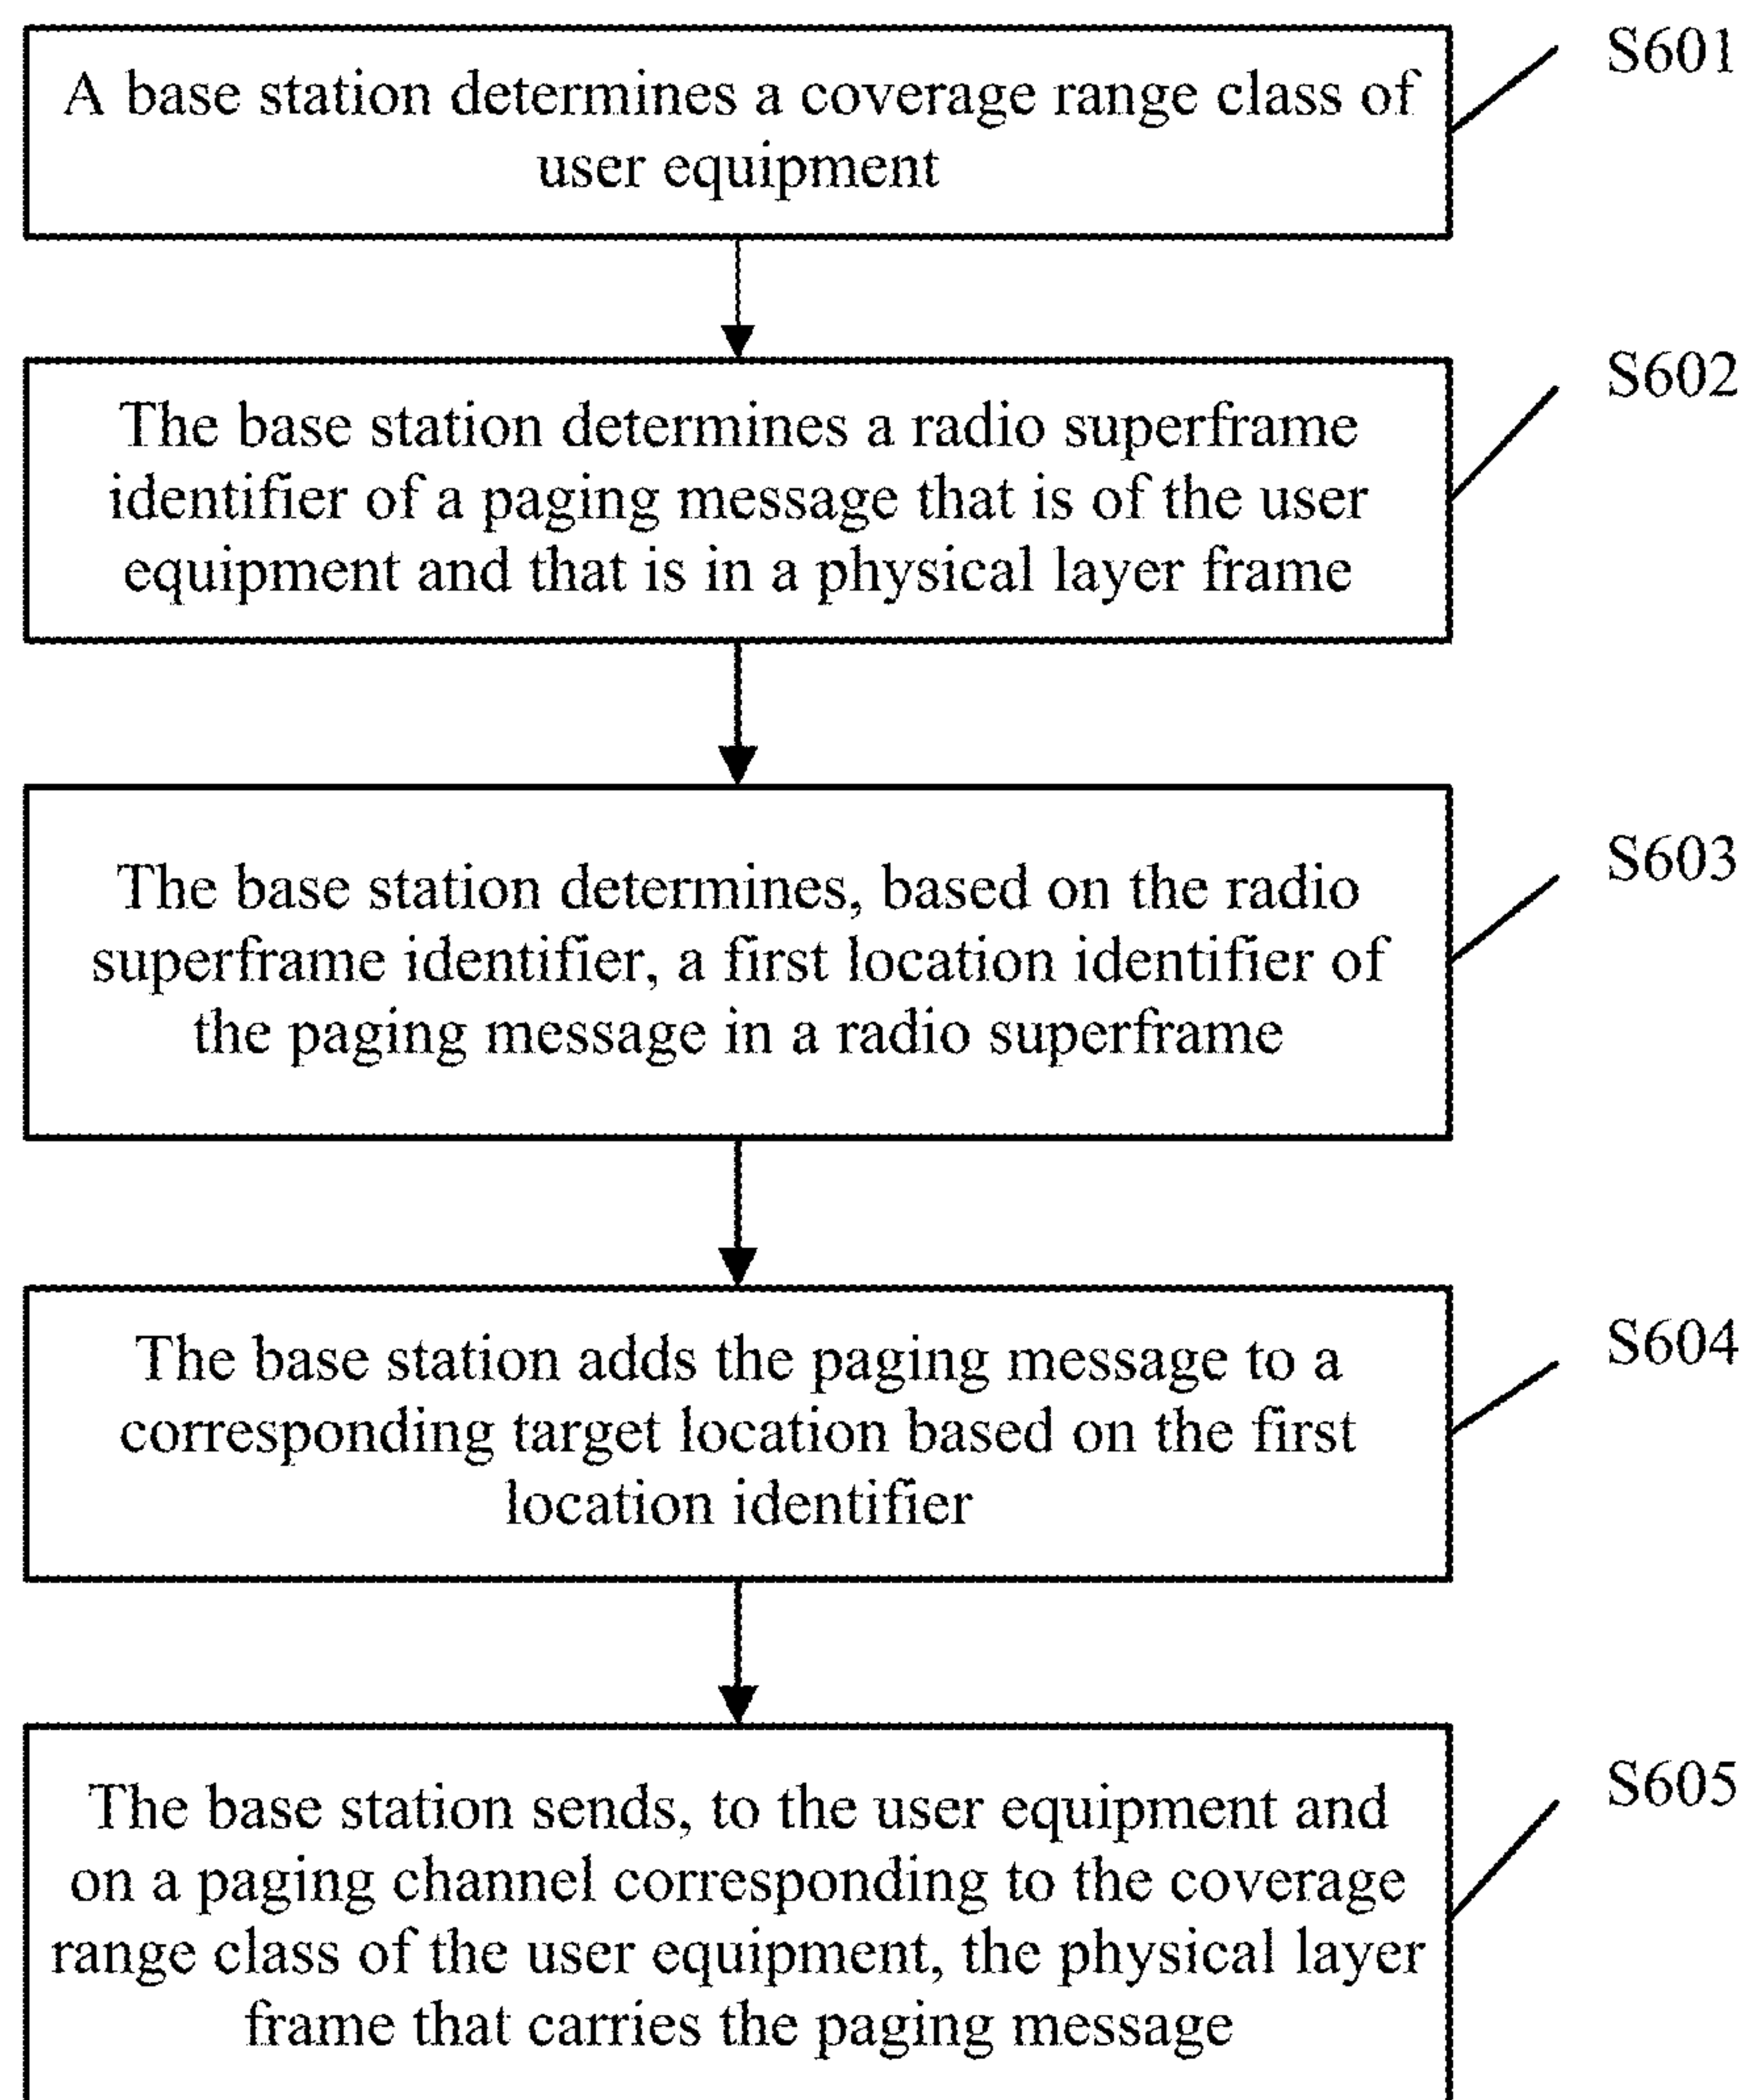 A base station determines a coverage range class of
user equipment
S601
The base station determines a radio superframe
identifier of a paging message that is of the user
equipment and that is in a physical layer frame
S602
The base station determines, based on the radio
superframe identifier, a first location identifier of
the paging message in a radio superframe
S603
The base station adds the paging message to a
corresponding target location based on the first
location identifier
S604
The base station sends, to the user equipment and
on a paging channel corresponding to the coverage
range class of the user equipment, the physical layer
frame that carries the paging message
S605